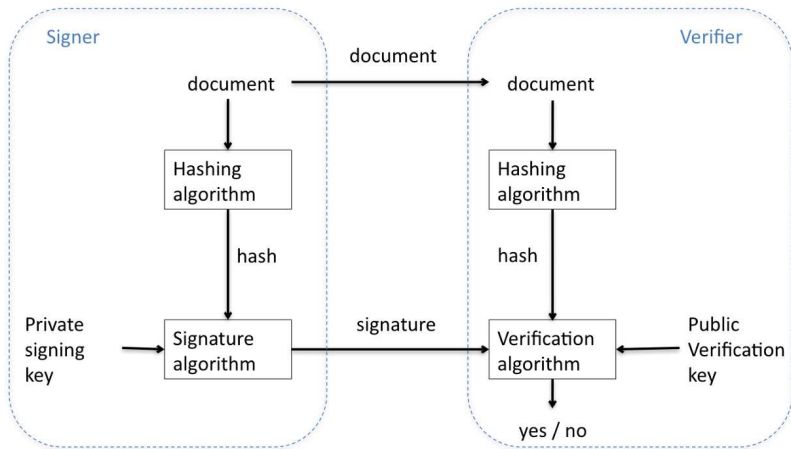 Signer
Verifier
document
document
document
Hashing
algorithm
Hashing
algorithm
hash
hash
Private
signing
key
Signature
algorithm
signature
Verification
algorithm
Public
Verification
key
yes / no